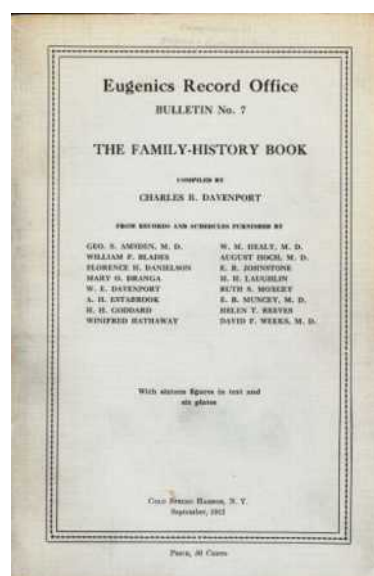 Eugenics Record Office
BULLETIN No. 7
THE FAMILY-HISTORY BOOK
COMPILED BY
CHARLES B. DAVENPORT
FROM RECORDS AND SCHEDULES FURNISHED BY
GEO. S. AMSDEN, M. D.
WILLIAM F. BLADES
FLORENCE H. DANIELSON
MARY O. DRANGA
W. E. DAVENPORT
A. H. ESTABROOK
H. H. GODDARD
WINIFRED HATHAWAY
W. M. HEALY, M. D.
AUGUST HOCH, M. D.
E. R. JOHNSTONE
H. H. LAUGHLIN
RUTH S. MOXCEY
E. B. MUNCEY, M. D.
HELEN T. REEVES
DAVID F. WEEKS, M. D.
With sixteen figures in text and
six plates
COLD SPRING HARBOR, N. Y.
September, 1912
PRICE, 50 Cents